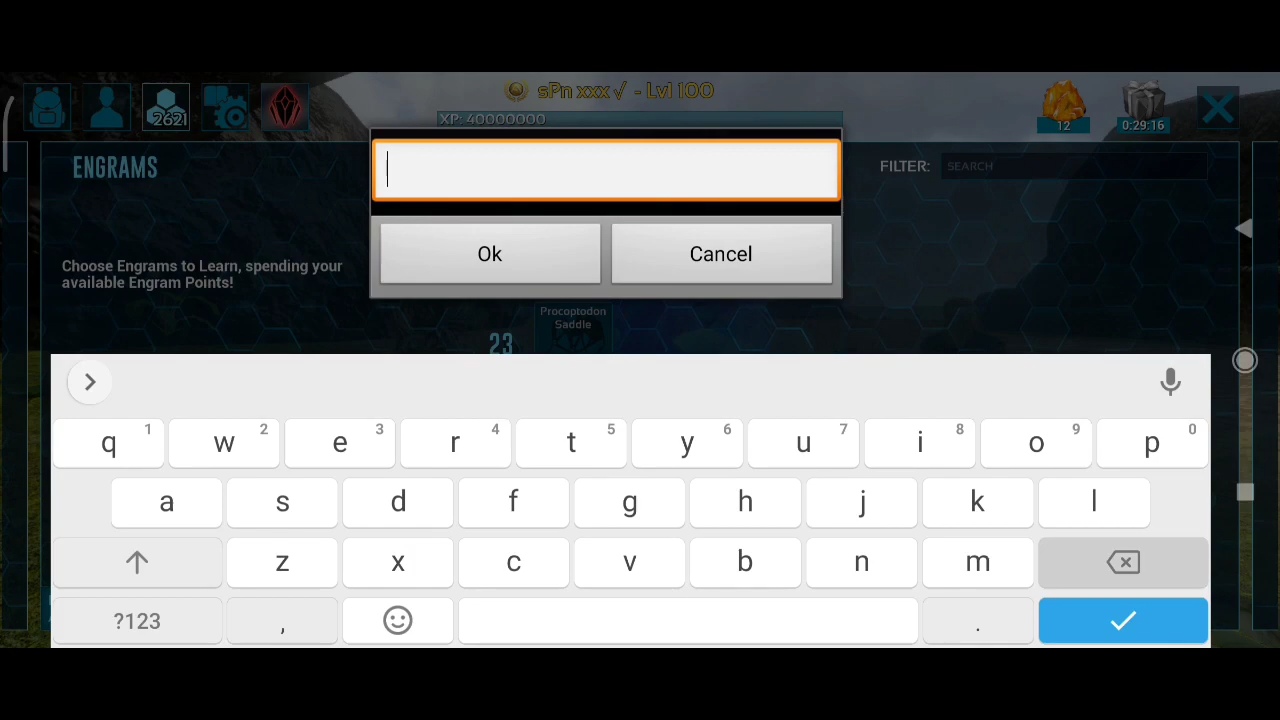 2621
sPn xxx √ - Lvl 100
XP: 40000000
12
0:29:16
ENGRAMS
FILTER:
SEARCH
Ok
Cancel
Choose Engrams to Learn, spending your
available Engram Points!
23
Procoptodon
Saddle
q 1 w 2 e 3 r 4 t 5 y 6 u 7 i 8 o 9 p 0
a s d f g h j k l
z x c v b n m
?123 , .